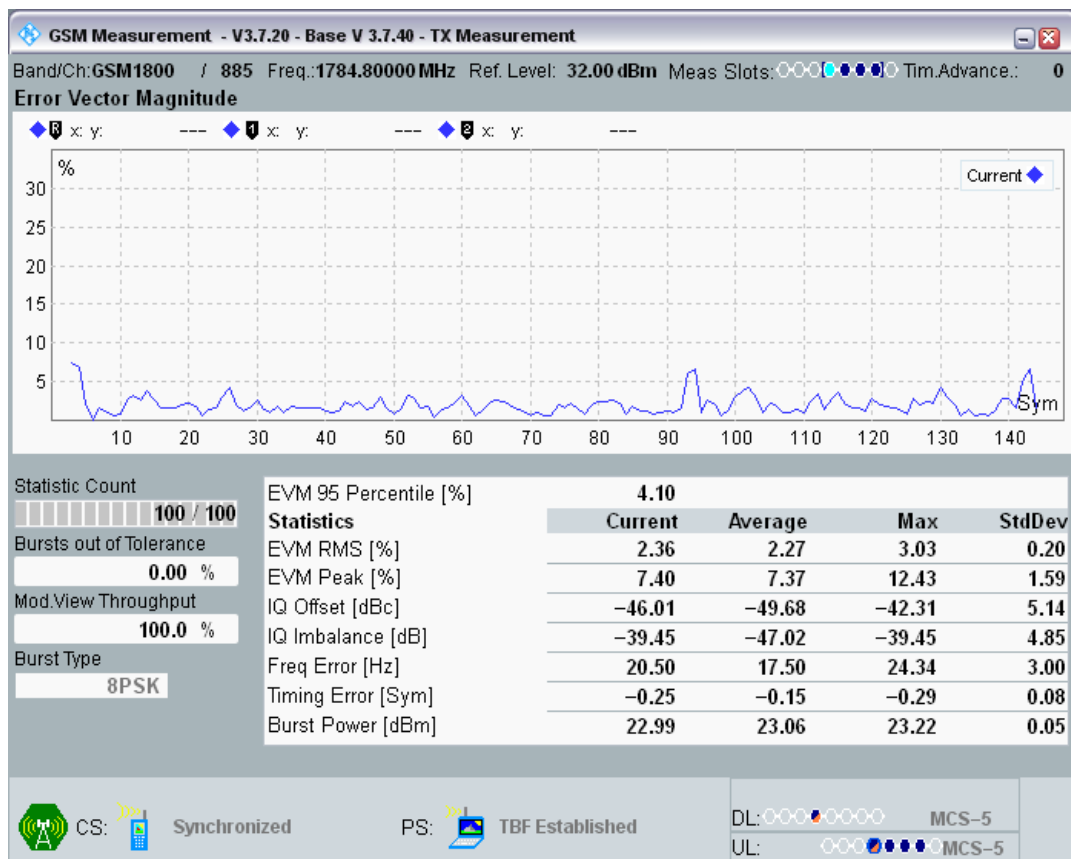 GSM Measurement - V3.7.20 - Base V 3.7.40 - TX Measurement
Band/Ch:GSM1800 / 885 Freq.:1784.80000 MHz Ref. Level: 32.00 dBm Meas Slots: Tim.Advance.: 0
Error Vector Magnitude
R x: y: --- 1 x: y: --- 2 x: y: ---
%
Current
30
25
20
15
10
5
Sym
10 20 30 40 50 60 70 80 90 100 110 120 130 140
Statistic Count
100 / 100
Bursts out of Tolerance
0.00 %
Mod.View Throughput
100.0 %
Burst Type
8PSK
EVM 95 Percentile [%] 4.10
Statistics Current Average Max StdDev
EVM RMS [%] 2.36 2.27 3.03 0.20
EVM Peak [%] 7.40 7.37 12.43 1.59
IQ Offset [dBc] −46.01 −49.68 −42.31 5.14
IQ Imbalance [dB] −39.45 −47.02 −39.45 4.85
Freq Error [Hz] 20.50 17.50 24.34 3.00
Timing Error [Sym] −0.25 −0.15 −0.29 0.08
Burst Power [dBm] 22.99 23.06 23.22 0.05
CS: Synchronized PS: TBF Established
DL: MCS−5
UL: MCS−5